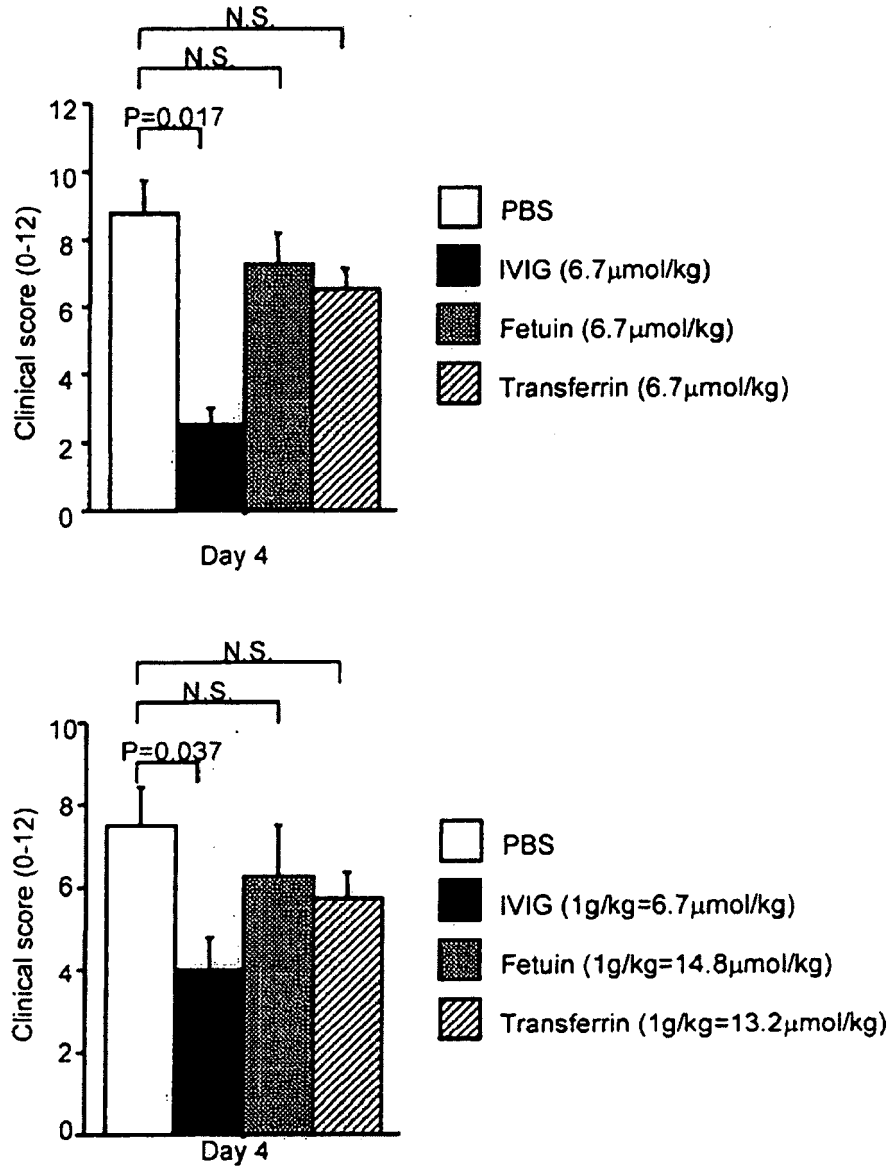 N.S.
N.S.
P=0.017
12
10
8
6
4
2
0
Clinical score (0-12)
Day 4
PBS
IVIG (6.7μmol/kg)
Fetuin (6.7μmol/kg)
Transferrin (6.7μmol/kg)
N.S.
N.S.
P=0.037
10
8
6
4
2
0
Clinical score (0-12)
Day 4
PBS
IVIG (1g/kg=6.7μmol/kg)
Fetuin (1g/kg=14.8μmol/kg)
Transferrin (1g/kg=13.2μmol/kg)